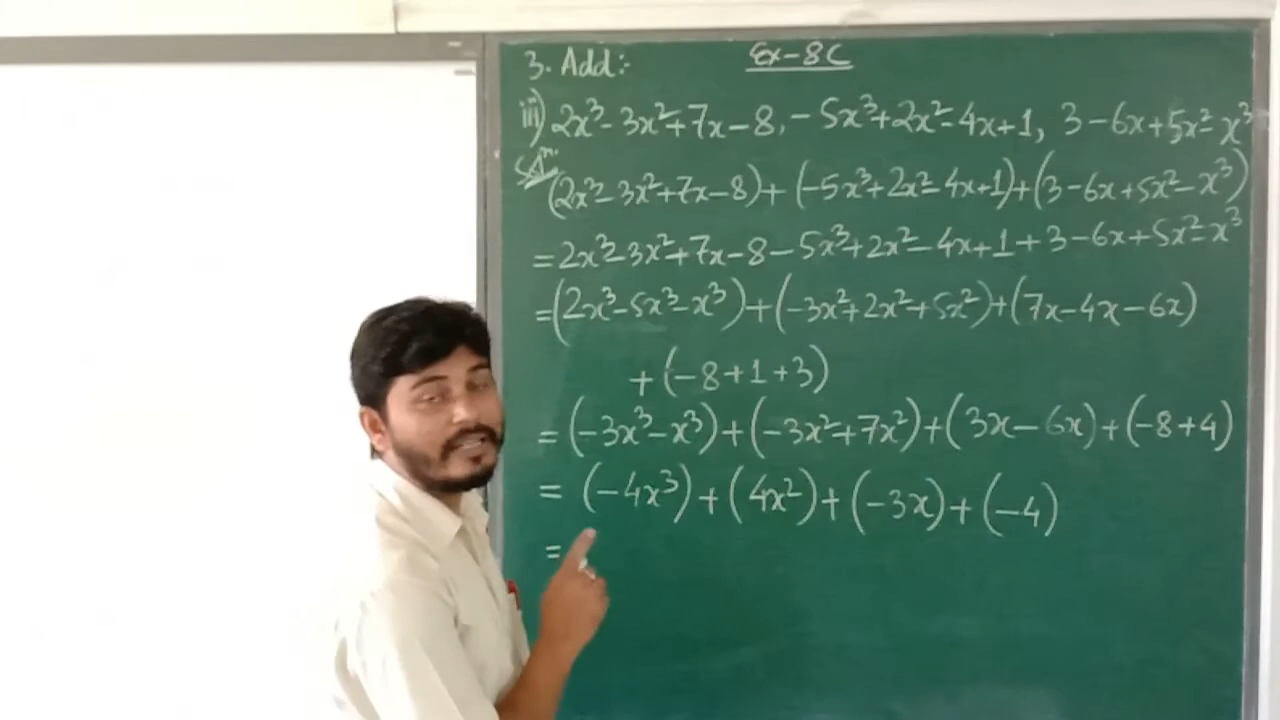 Ex-8C
3. Add:-
iii) 2x³-3x²+7x-8, -5x³+2x²-4x+1, 3-6x+5x²-x³
Solⁿ.
(2x³-3x²+7x-8)+(-5x³+2x²-4x+1)+(3-6x+5x²-x³)
=2x³-3x²+7x-8-5x³+2x²-4x+1+3-6x+5x²-x³
=(2x³-5x³-x³)+(-3x²+2x²+5x²)+(7x-4x-6x)
+(-8+1+3)
=(-3x³-x³)+(-3x²+7x²)+(3x-6x)+(-8+4)
=(-4x³)+(4x²)+(-3x)+(-4)
=